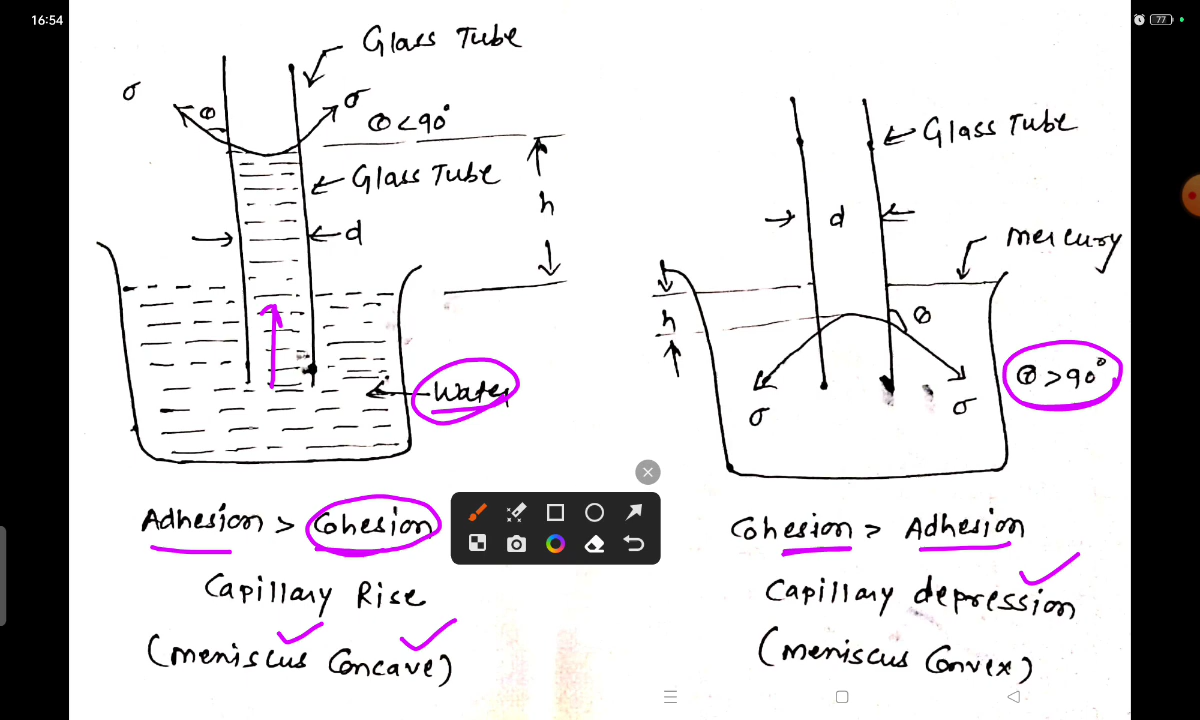 16:54
77
Glass Tube
σ
θ
σ
θ<90°
Glass Tube
h
d
Water
Adhesion > Cohesion
Capillary Rise
(Meniscus Concave)
Glass Tube
d
Mercury
h
θ
θ>90°
σ
σ
Cohesion > Adhesion
Capillary depression
(Meniscus Convex)